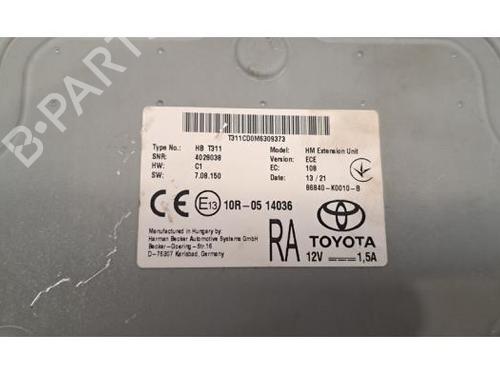 T311CD0M6309373
Type No.: HB T311 Model: HM Extension Unit
SNR: 4029038 Version: ECE
HW: C1 EC: 108
SW: 7.08.150 Date: 13 / 21
86840-K0010-B
CE E13 10R-05 14036
Manufactured in Hungary by:
Harman Becker Automotive Systems GmbH
Becker-Goering-Str.16
D-76307 Karlsbad, Germany
RA TOYOTA
12V 1,5A
B-PARTS